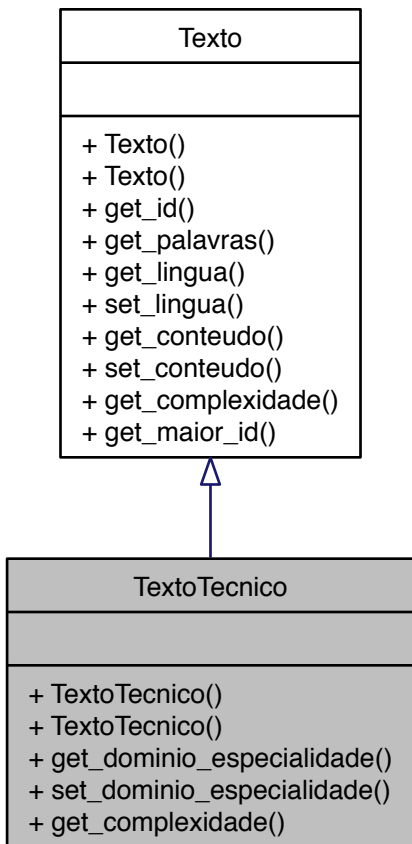 Texto
+ Texto()
+ Texto()
+ get_id()
+ get_palavras()
+ get_lingua()
+ set_lingua()
+ get_conteudo()
+ set_conteudo()
+ get_complexidade()
+ get_maior_id()
TextoTecnico
+ TextoTecnico()
+ TextoTecnico()
+ get_dominio_especialidade()
+ set_dominio_especialidade()
+ get_complexidade()